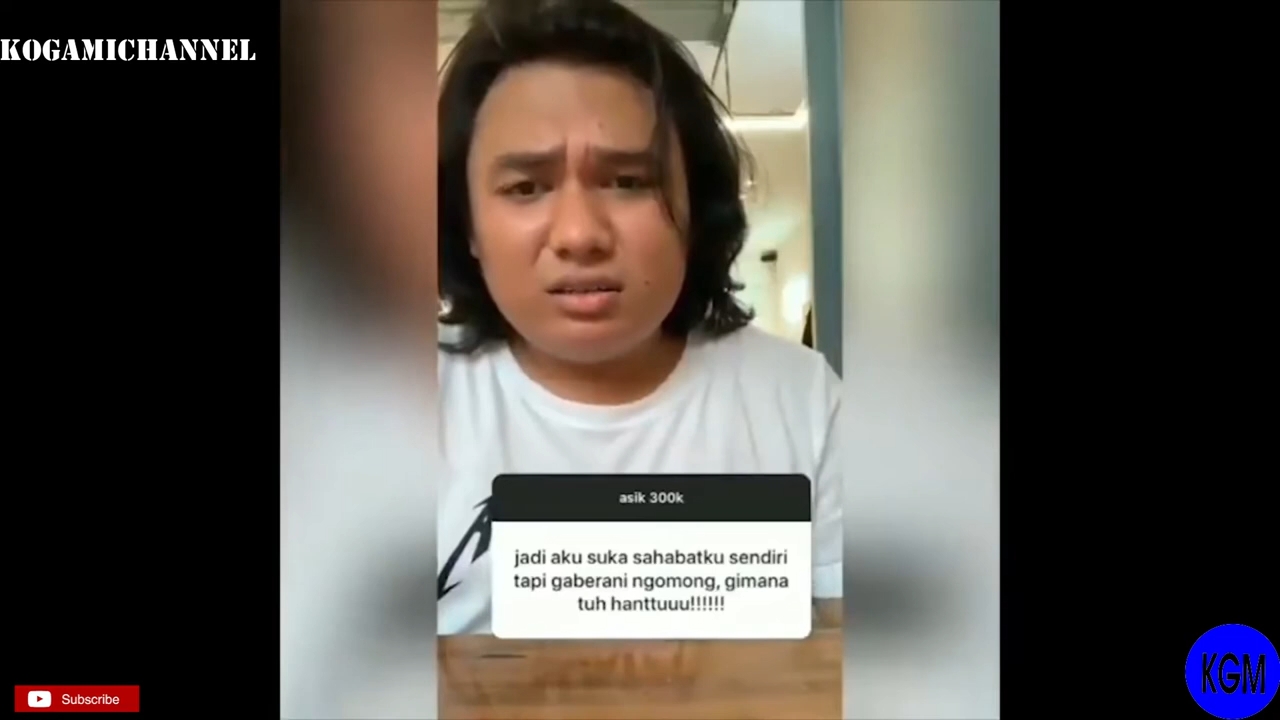 KOGAMICHANNEL
asik 300k
jadi aku suka sahabatku sendiri
tapi gaberani ngomong, gimana
tuh hanttuuu!!!!!!
Subscribe
KGM